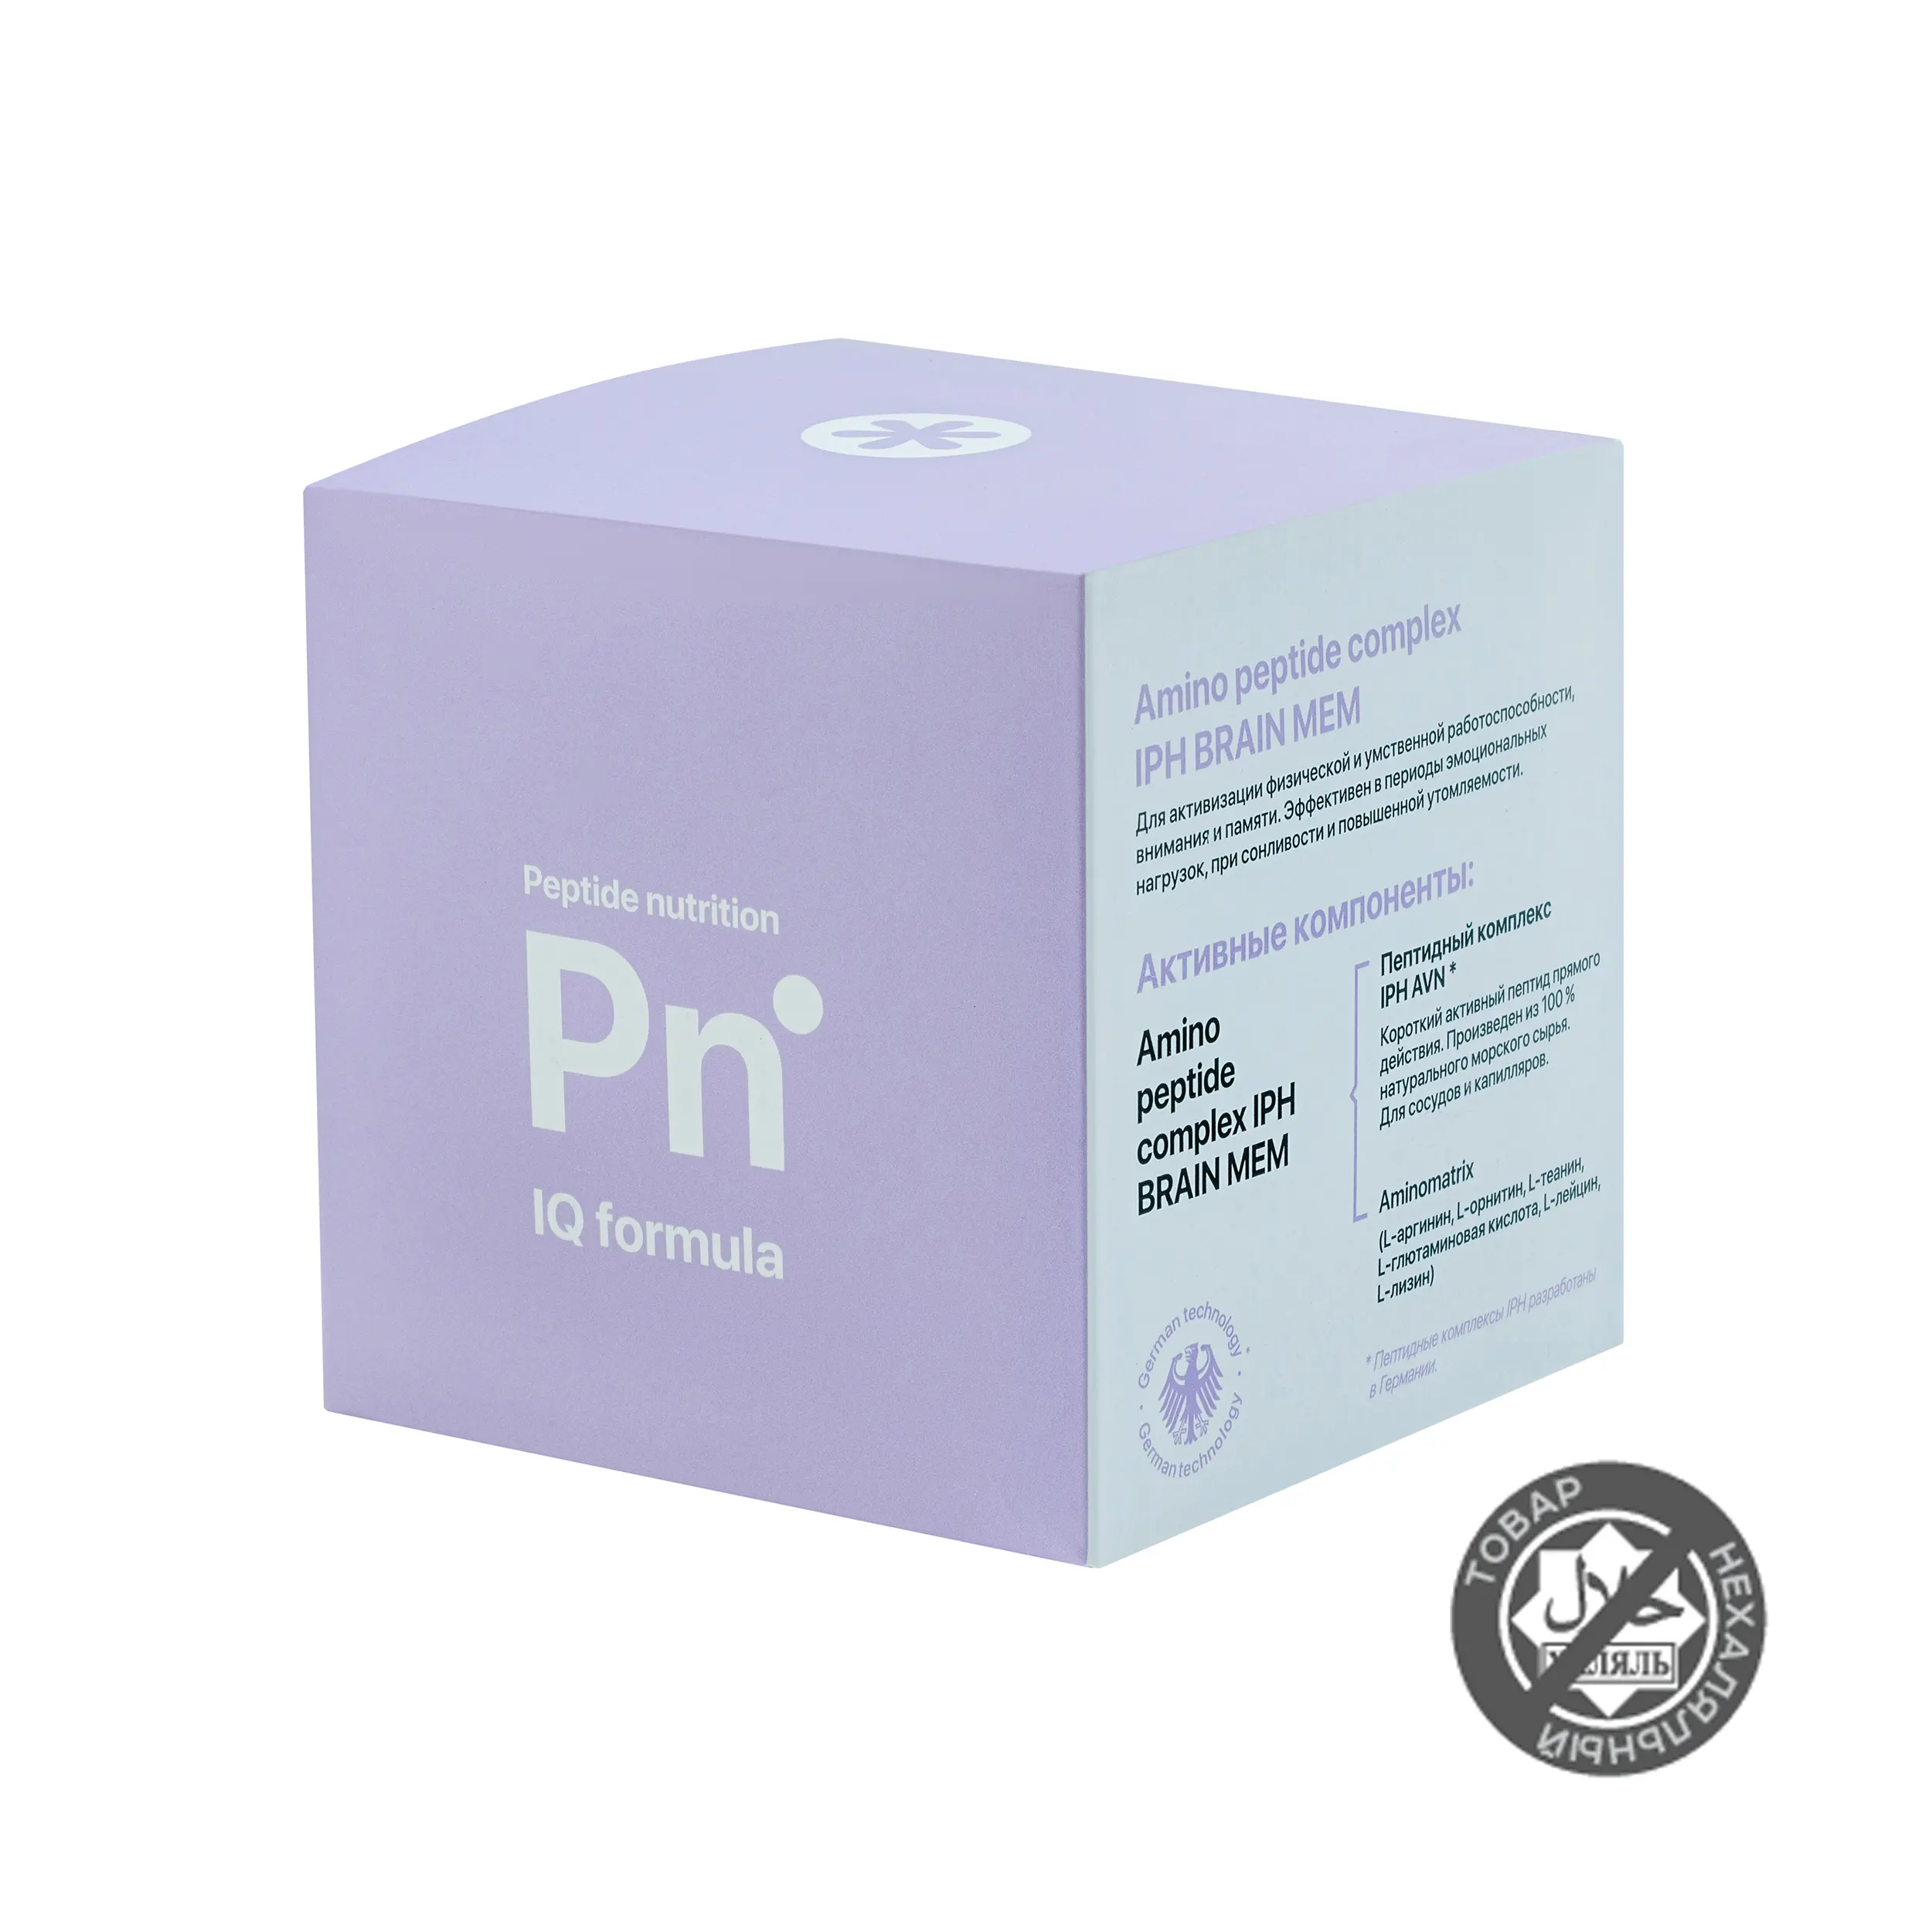 Peptide nutrition
Pn
IQ formula
Amino peptide complex
IPH BRAIN MEM
Для активизации физической и умственной работоспособности,
внимания и памяти. Эффективен в периоды эмоциональных
нагрузок, при сонливости и повышенной утомляемости.
Активные компоненты:
Amino
peptide
complex IPH
BRAIN MEM
Пептидный комплекс
IPH AVN *
Короткий активный пептид прямого
действия. Произведен из 100 %
натурального морского сырья.
Для сосудов и капилляров.
Aminomatrix
(L-аргинин, L-орнитин, L-теанин,
L-глютаминовая кислота, L-лейцин,
L-лизин)
* Пептидные комплексы IPH разработаны
в Германии.
German technology
German technology
ТОВАР НЕХАЛЯЛЬНЫЙ
حلال
ХАЛЯЛЬ